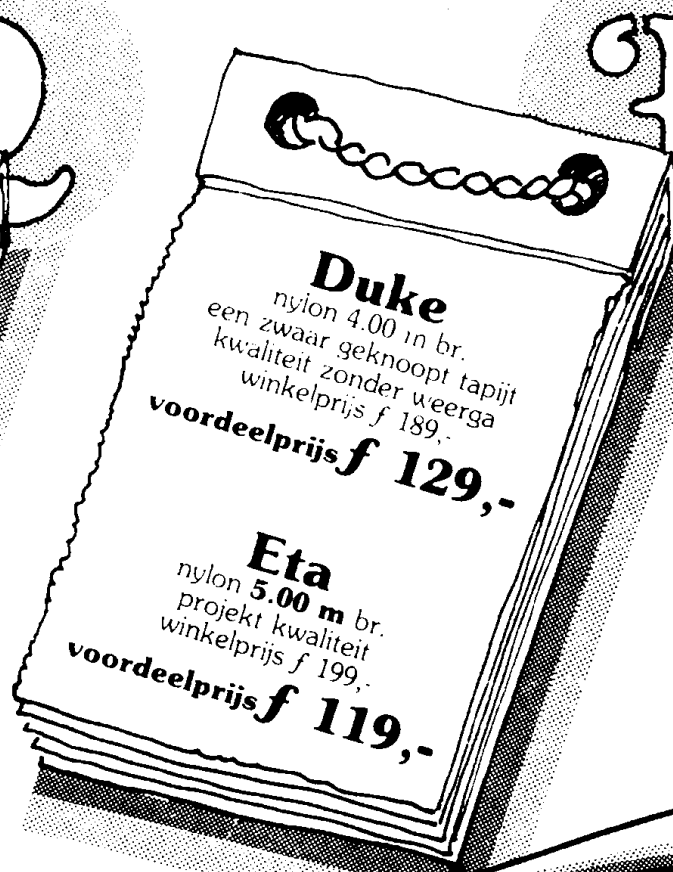 Duke
nylon 4.00 m br.
een zwaar geknoopt tapijt
kwaliteit zonder weerga
winkelprijs ƒ 189,-
voordeelprijs ƒ 129,-
Eta
nylon 5.00 m br.
projekt kwaliteit
winkelprijs ƒ 199,-
voordeelprijs ƒ 119,-